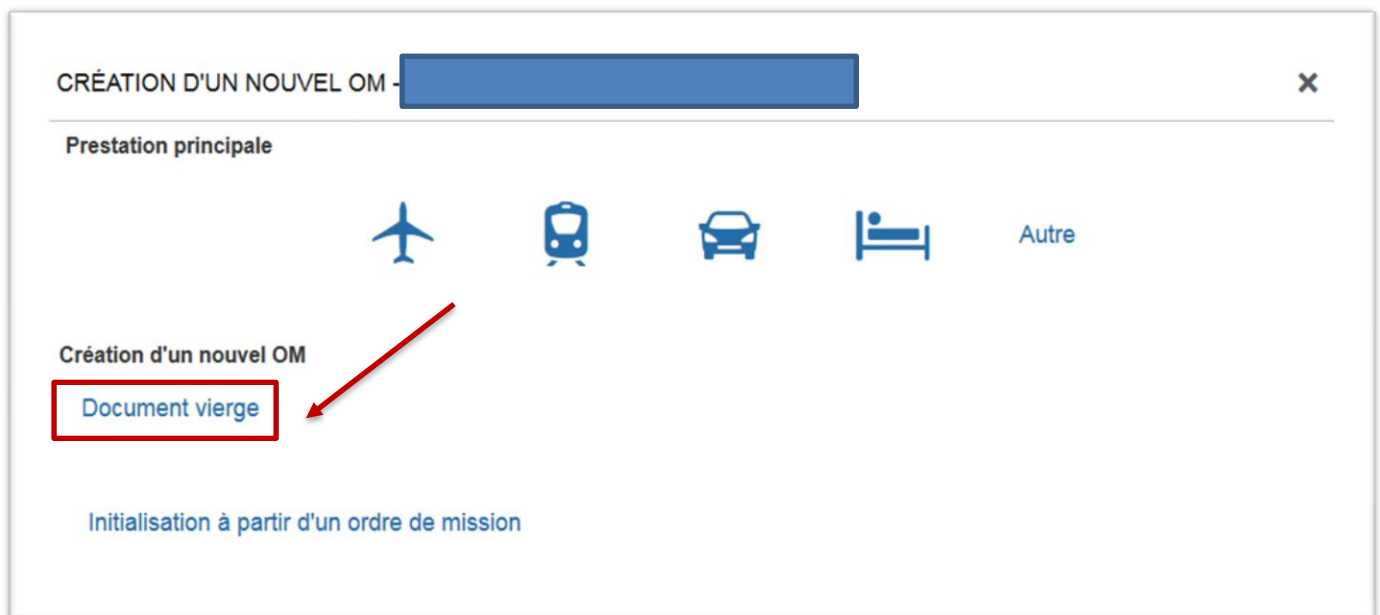 CRÉATION D'UN NOUVEL OM -
Prestation principale
Autre
Création d'un nouvel OM
Document vierge
Initialisation à partir d'un ordre de mission